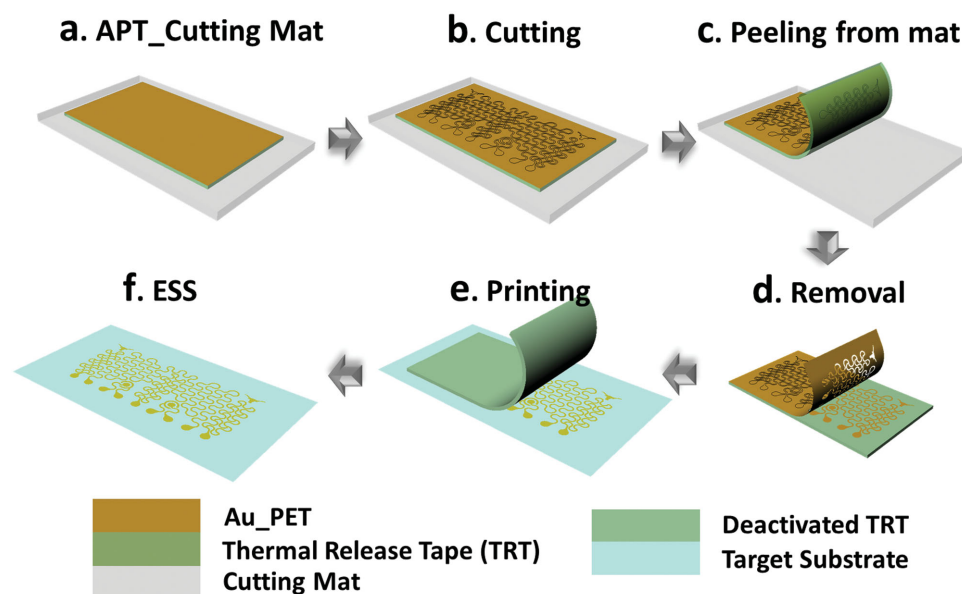 a. APT_Cutting Mat
b. Cutting
c. Peeling from mat
f. ESS
e. Printing
d. Removal
Au_PET
Thermal Release Tape (TRT)
Cutting Mat
Deactivated TRT
Target Substrate